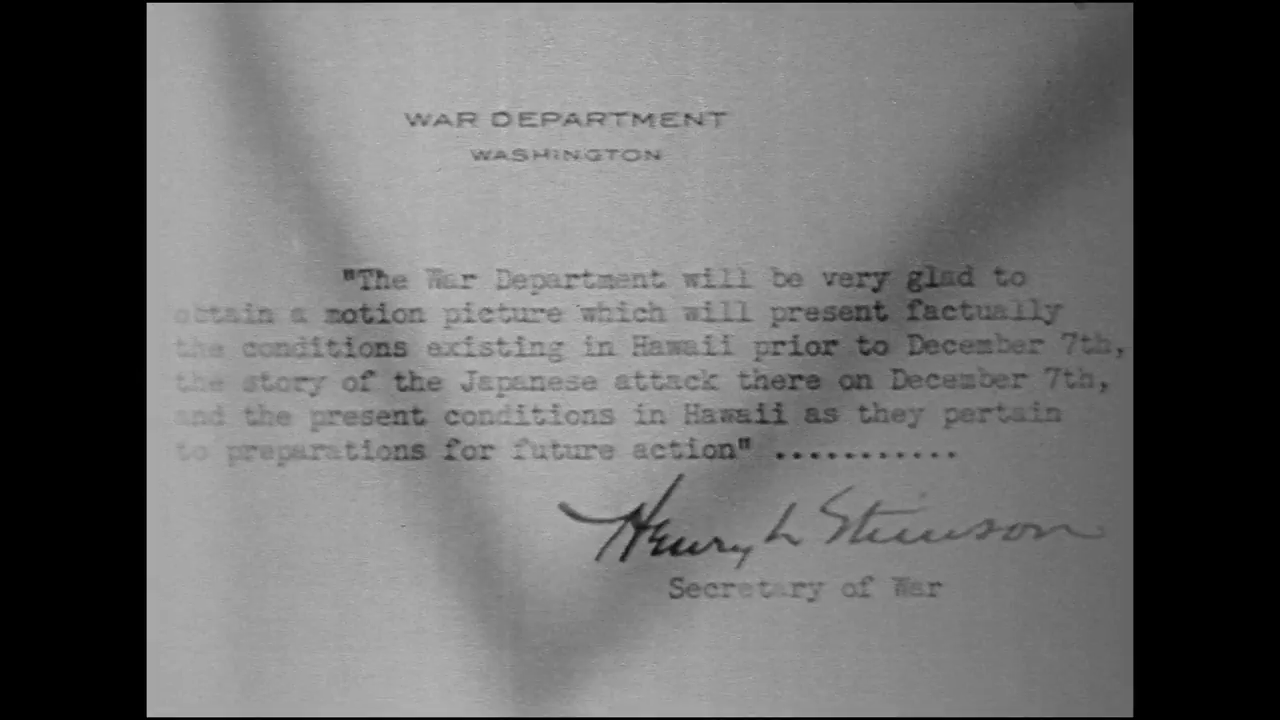 WAR DEPARTMENT
WASHINGTON
"The War Department will be very glad to
obtain a motion picture which will present factually
the conditions existing in Hawaii prior to December 7th,
the story of the Japanese attack there on December 7th,
and the present conditions in Hawaii as they pertain
to preparations for future action" ...........
Henry L Stimson
Secretary of War